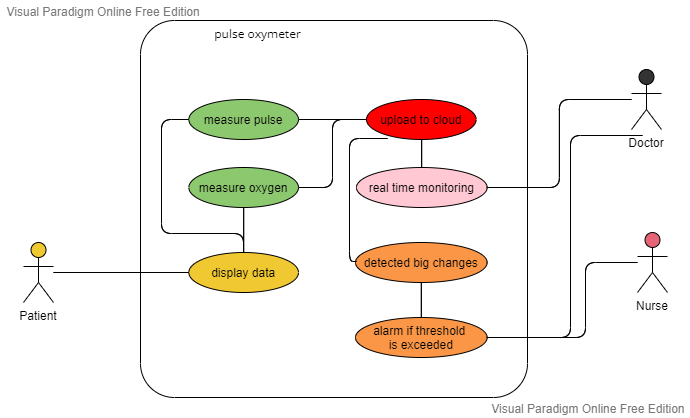 Visual Paradigm Online Free Edition
pulse oxymeter
measure pulse
upload to cloud
Doctor
measure oxygen
real time monitoring
display data
detected big changes
Patient
Nurse
alarm if threshold
is exceeded
Visual Paradigm Online Free Edition